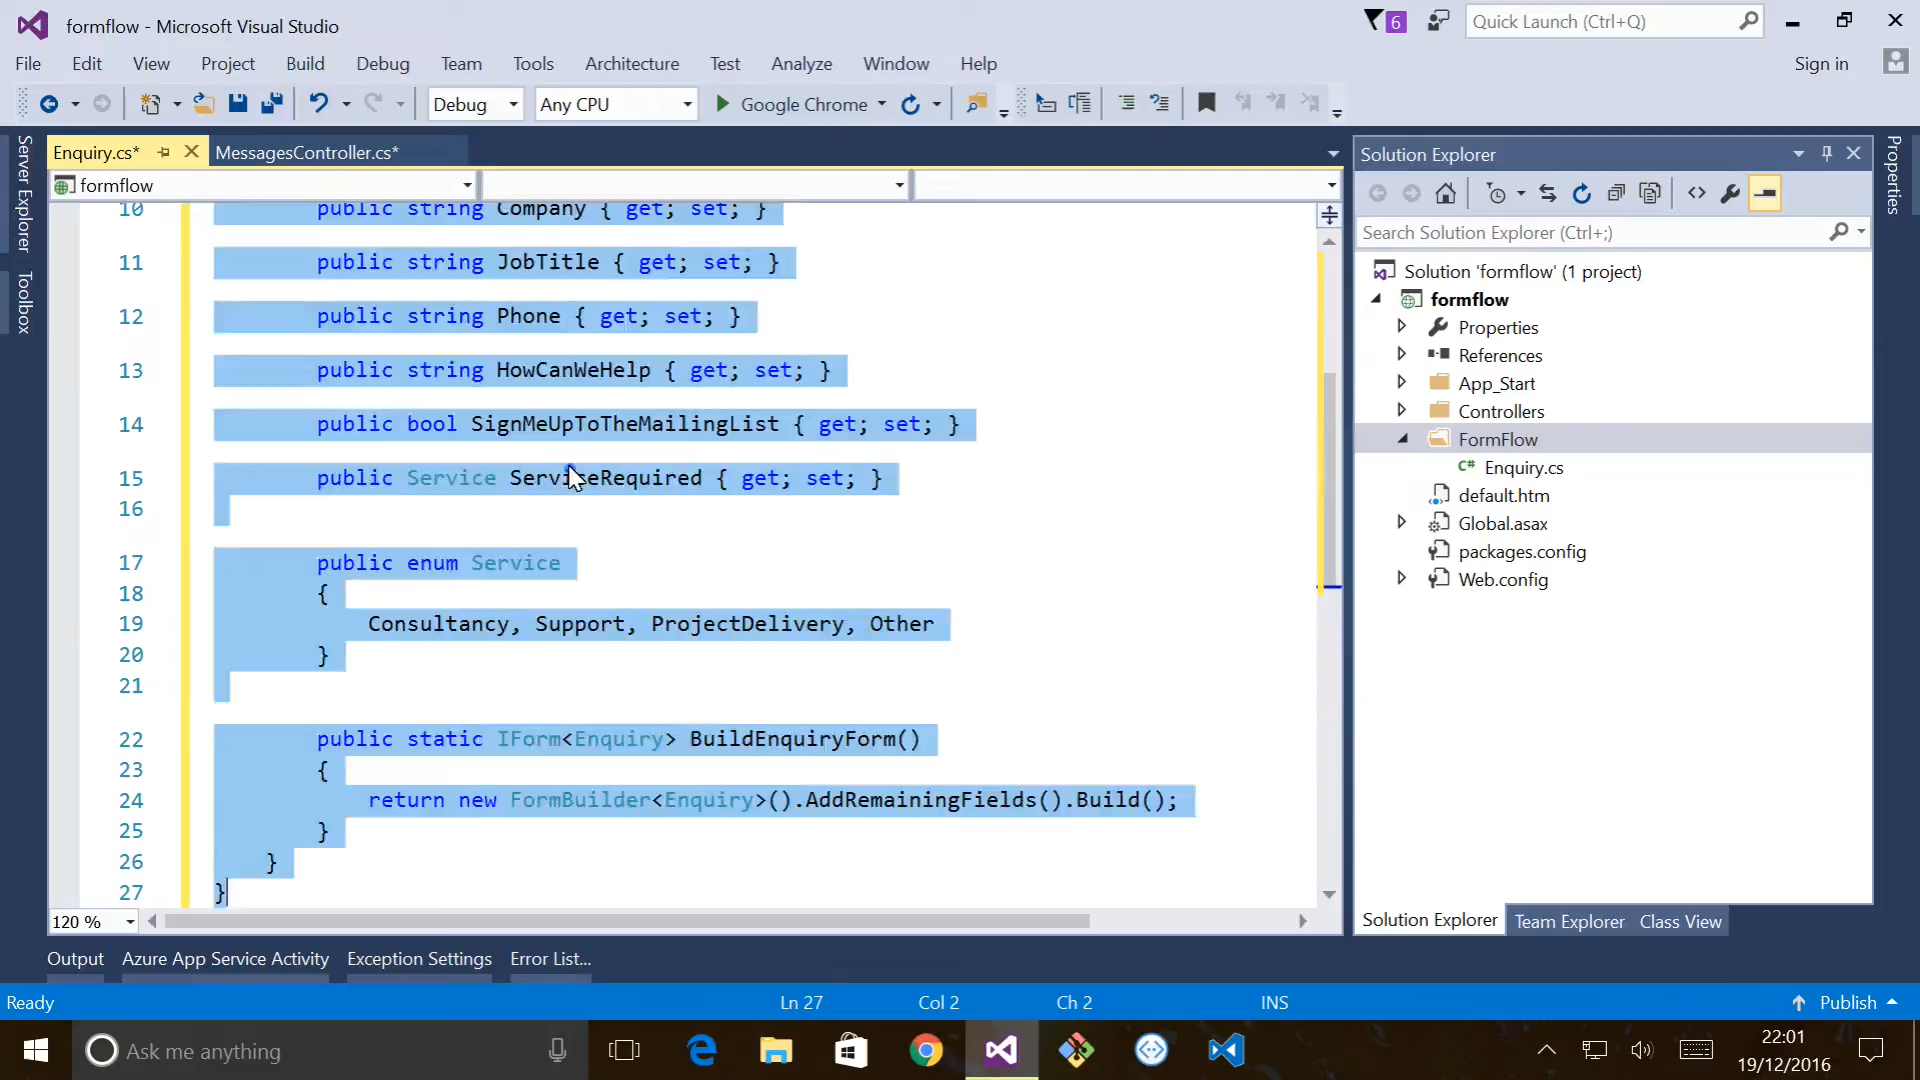 formflow - Microsoft Visual Studio
6
Quick Launch (Ctrl+Q)
File Edit View Project Build Debug Team Tools Architecture Test Analyze Window Help
Sign in
Debug
Any CPU
Google Chrome
Server Explorer
Toolbox
Enquiry.cs*
MessagesController.cs*
formflow
10 public string Company { get; set; }
11 public string JobTitle { get; set; }
12 public string Phone { get; set; }
13 public string HowCanWeHelp { get; set; }
14 public bool SignMeUpToTheMailingList { get; set; }
15 public Service ServiceRequired { get; set; }
16
17 public enum Service
18 {
19 Consultancy, Support, ProjectDelivery, Other
20 }
21
22 public static IForm<Enquiry> BuildEnquiryForm()
23 {
24 return new FormBuilder<Enquiry>().AddRemainingFields().Build();
25 }
26 }
27 }
120 %
Solution Explorer
Search Solution Explorer (Ctrl+;)
Solution 'formflow' (1 project)
formflow
Properties
References
App_Start
Controllers
FormFlow
C# Enquiry.cs
default.htm
Global.asax
packages.config
Web.config
Solution Explorer Team Explorer Class View
Properties
Output Azure App Service Activity Exception Settings Error List...
Ready
Ln 27
Col 2
Ch 2
INS
Publish
Ask me anything
22:01
19/12/2016